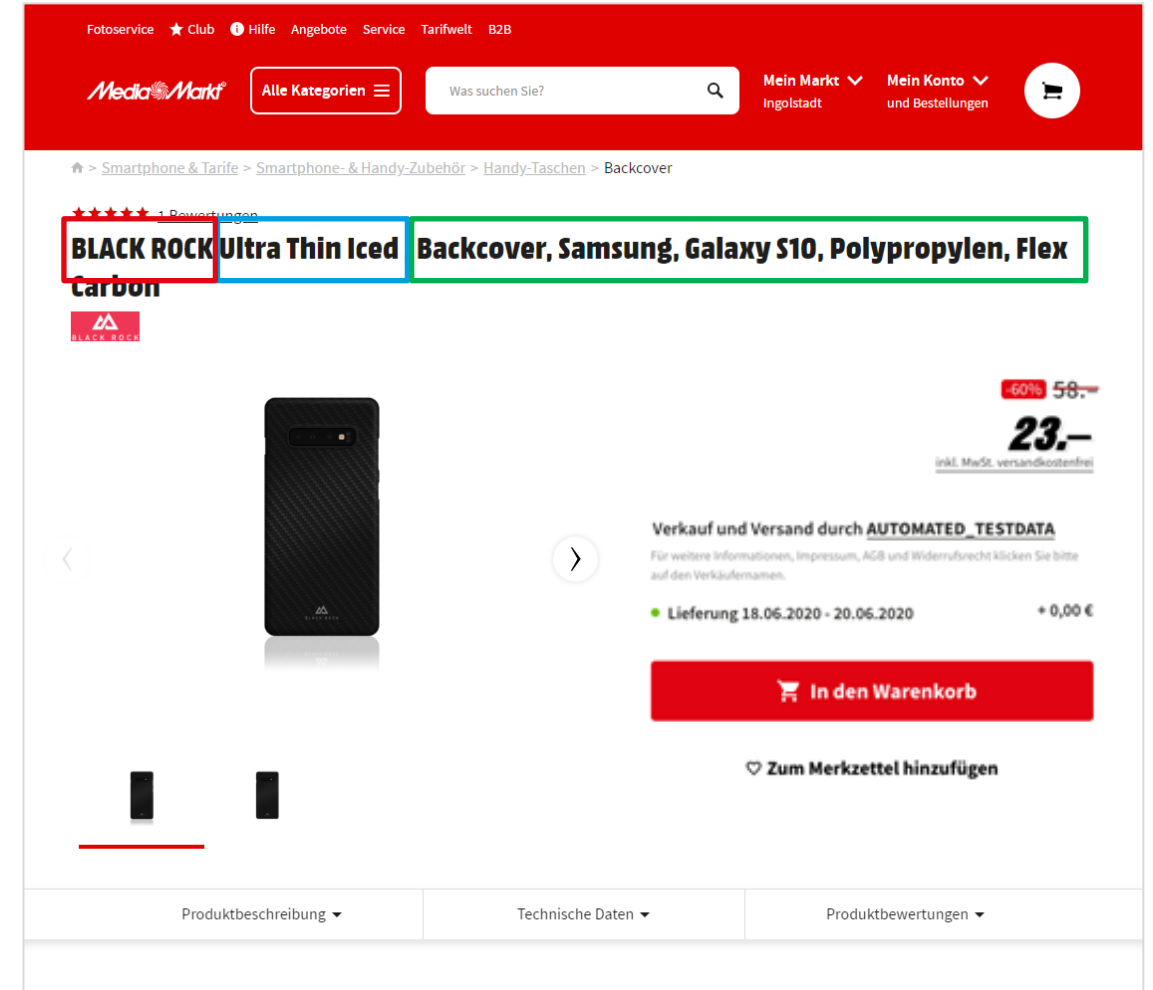 Fotoservice Club Hilfe Angebote Service Tarifwelt B2B
MediaMarkt Alle Kategorien Was suchen Sie? Mein Markt Mein Konto
Ingolstadt und Bestellungen
> Smartphone & Tarife > Smartphone- & Handy-Zubehör > Handy-Taschen > Backcover
1 Bewertungen
BLACK ROCK Ultra Thin Iced Backcover, Samsung, Galaxy S10, Polypropylen, Flex
Carbon
BLACK ROCK
-60% 58.–
23.–
inkl. MwSt. versandkostenfrei
Verkauf und Versand durch AUTOMATED_TESTDATA
Für weitere Informationen, Impressum, AGB und Widerrufsrecht klicken Sie bitte
auf den Verkäufernamen.
Lieferung 18.06.2020 - 20.06.2020 + 0,00 €
BLACK ROCK
In den Warenkorb
Zum Merkzettel hinzufügen
Produktbeschreibung Technische Daten Produktbewertungen